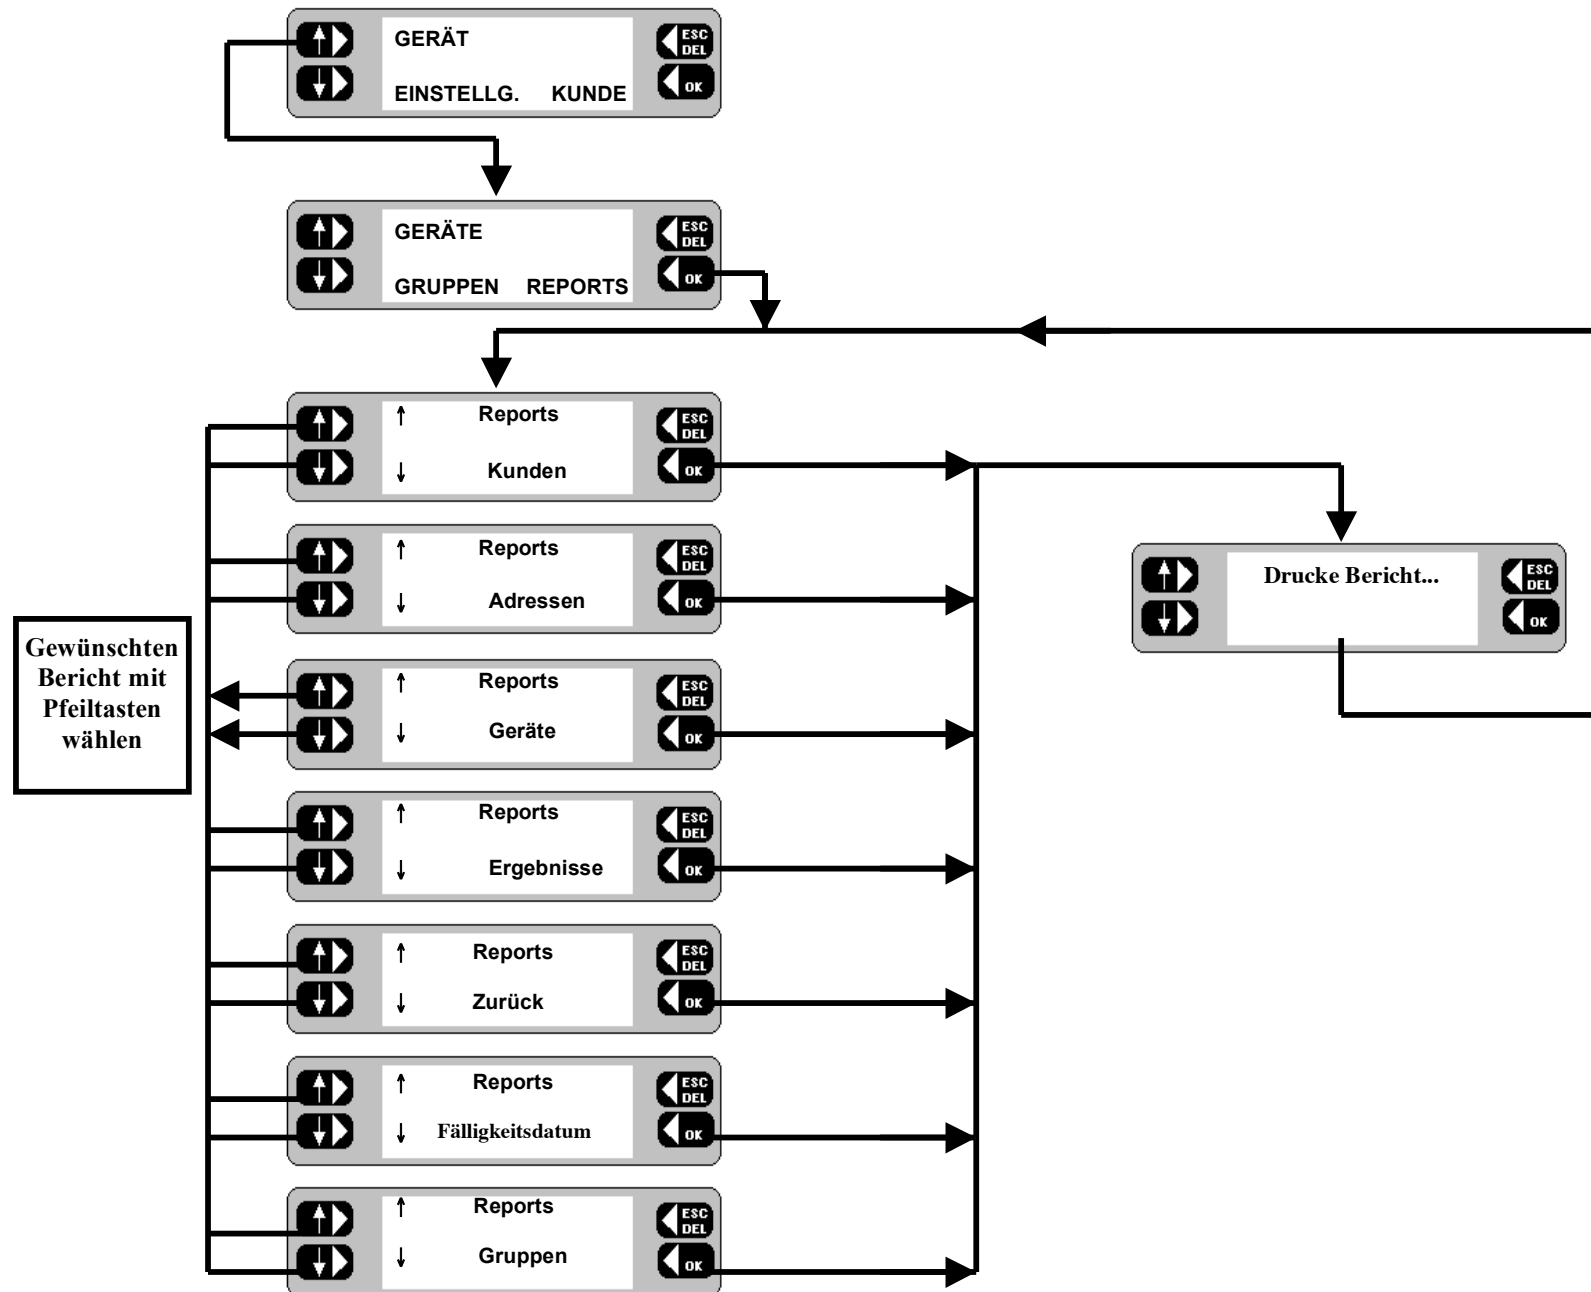 GERÄT
ESC
DEL
EINSTELLG. KUNDE
OK
GERÄTE
ESC
DEL
GRUPPEN REPORTS
OK
↑ Reports
ESC
DEL
↓ Kunden
OK
↑ Reports
ESC
DEL
↓ Adressen
OK
Drucke Bericht...
ESC
DEL
OK
Gewünschten
Bericht mit
Pfeiltasten
wählen
↑ Reports
ESC
DEL
↓ Geräte
OK
↑ Reports
ESC
DEL
↓ Ergebnisse
OK
↑ Reports
ESC
DEL
↓ Zurück
OK
↑ Reports
ESC
DEL
↓ Fälligkeitsdatum
OK
↑ Reports
ESC
DEL
↓ Gruppen
OK